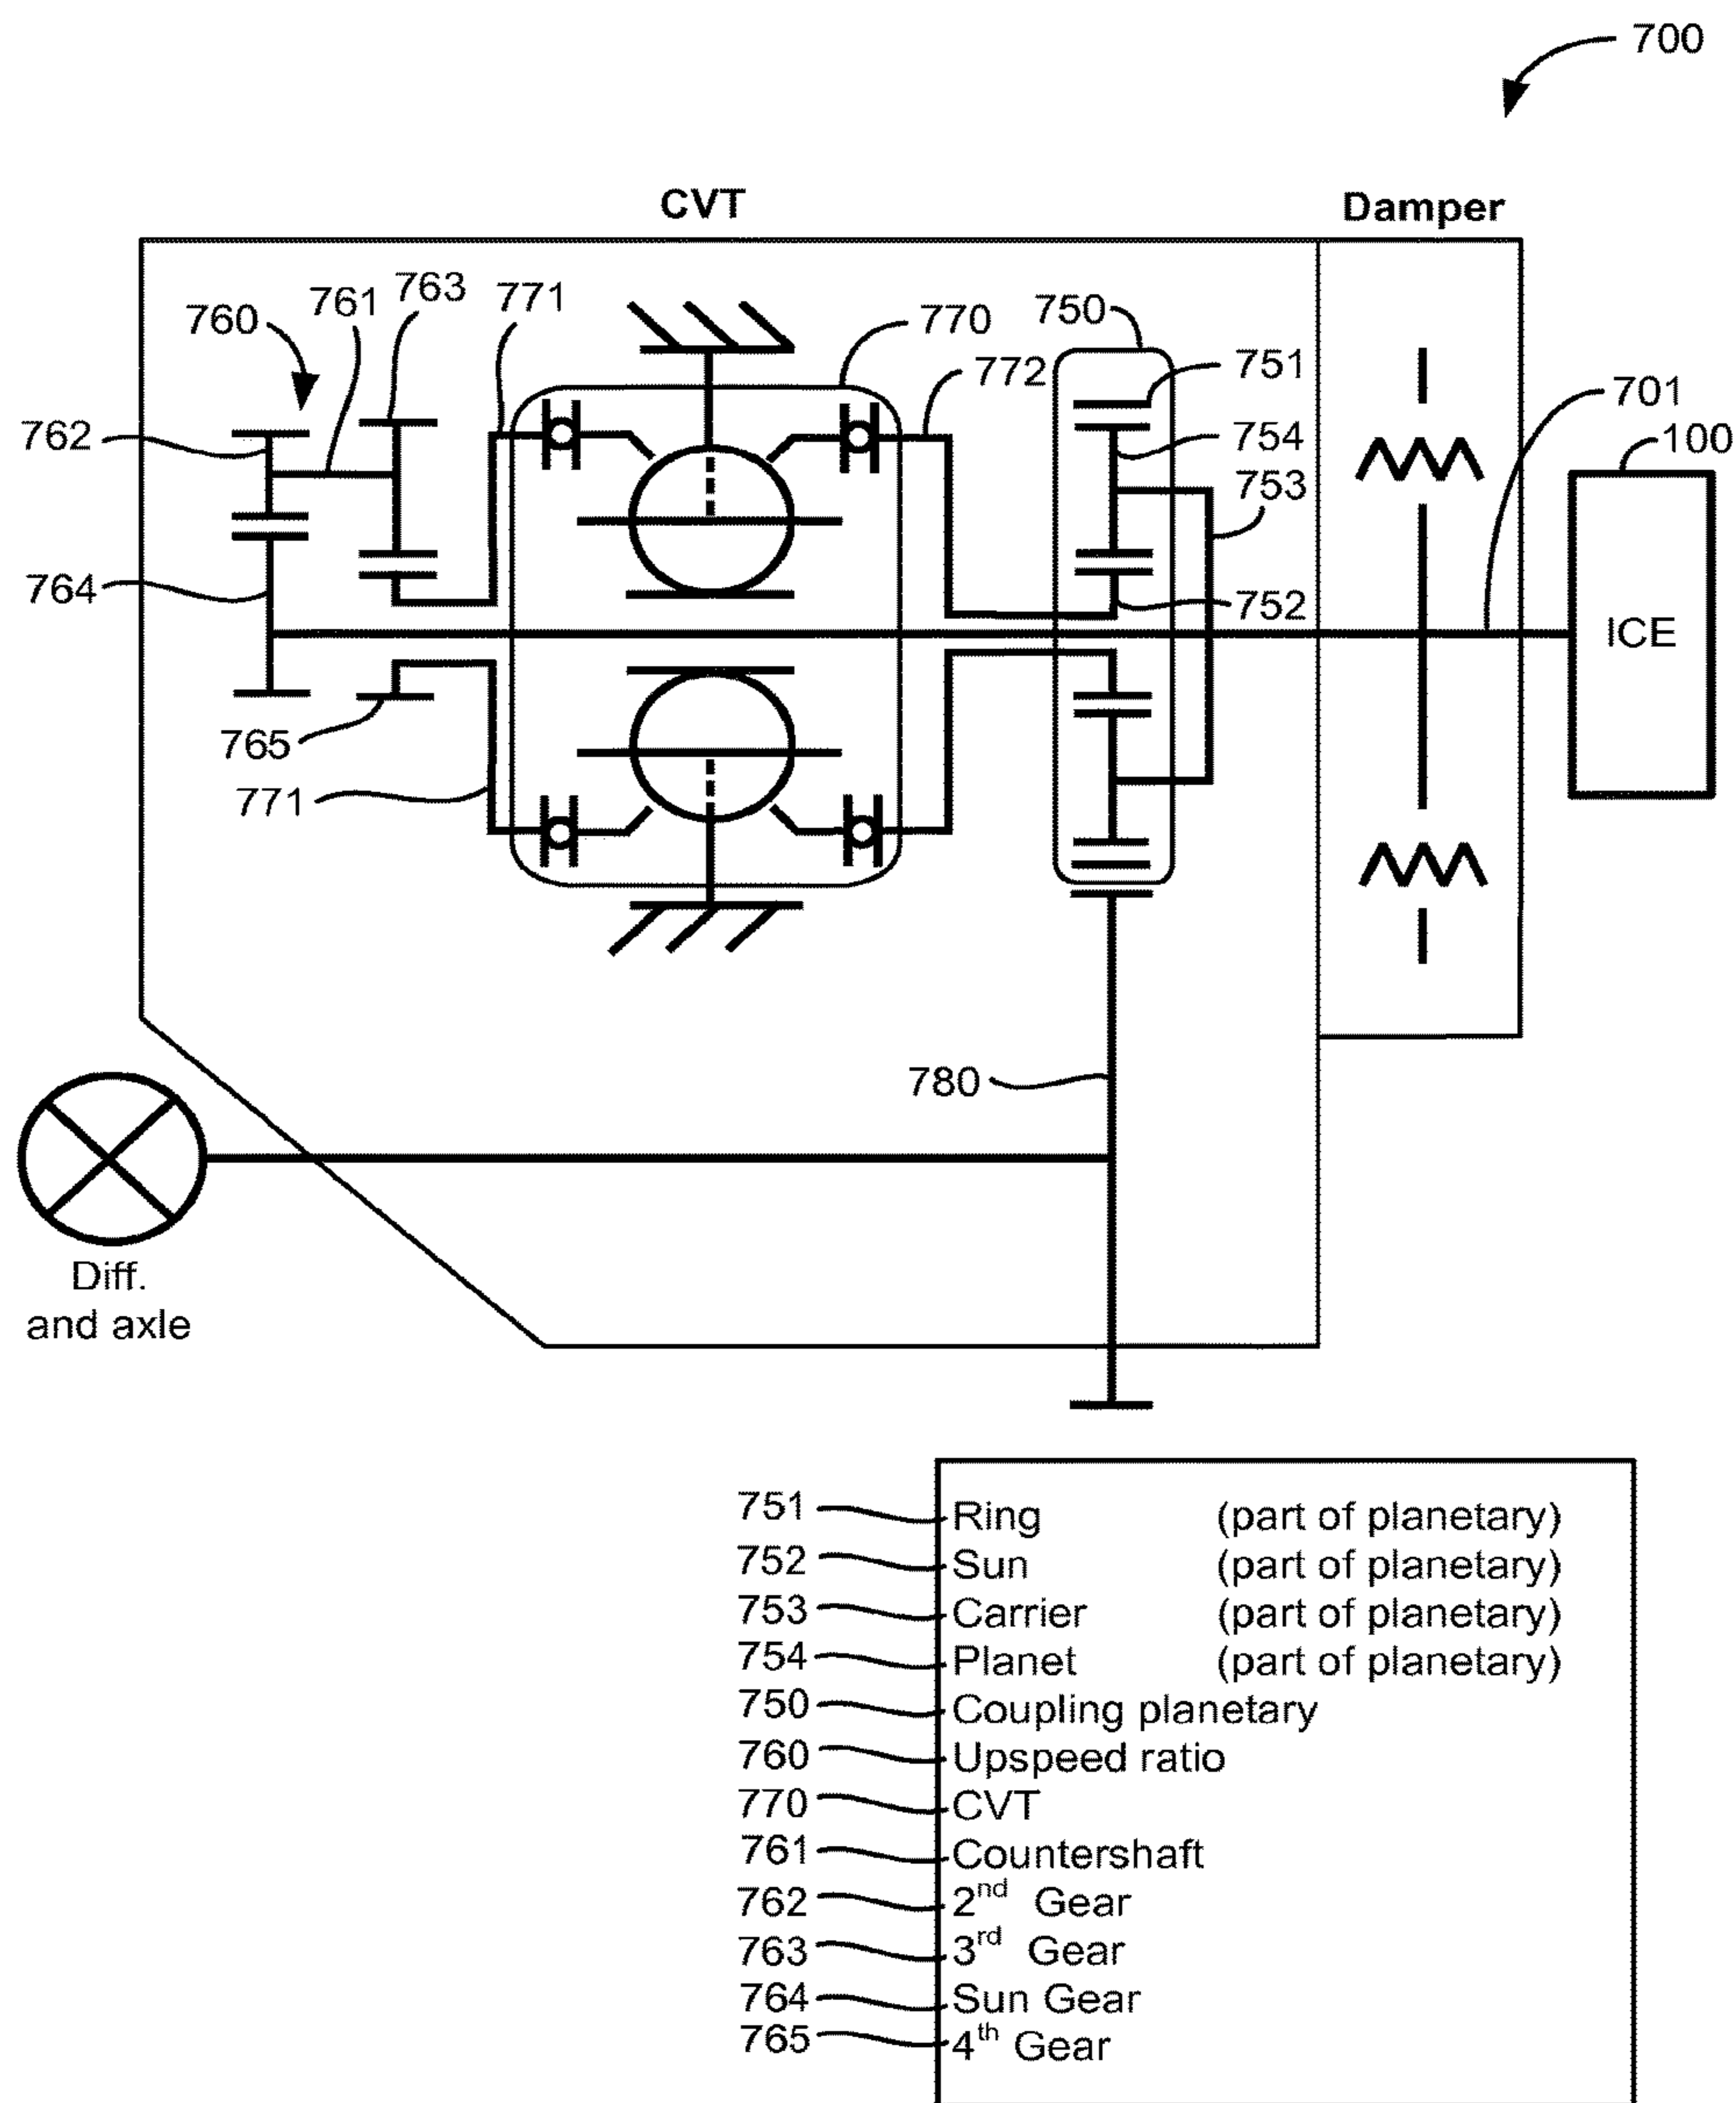 700
CVT
Damper
760
761
763
771
770
750
772
751
701
762
754
100
753
764
752
ICE
765
771
780
Diff.
and axle
751 Ring (part of planetary)
752 Sun (part of planetary)
753 Carrier (part of planetary)
754 Planet (part of planetary)
750 Coupling planetary
760 Upspeed ratio
770 CVT
761 Countershaft
762 2nd Gear
763 3rd Gear
764 Sun Gear
765 4th Gear